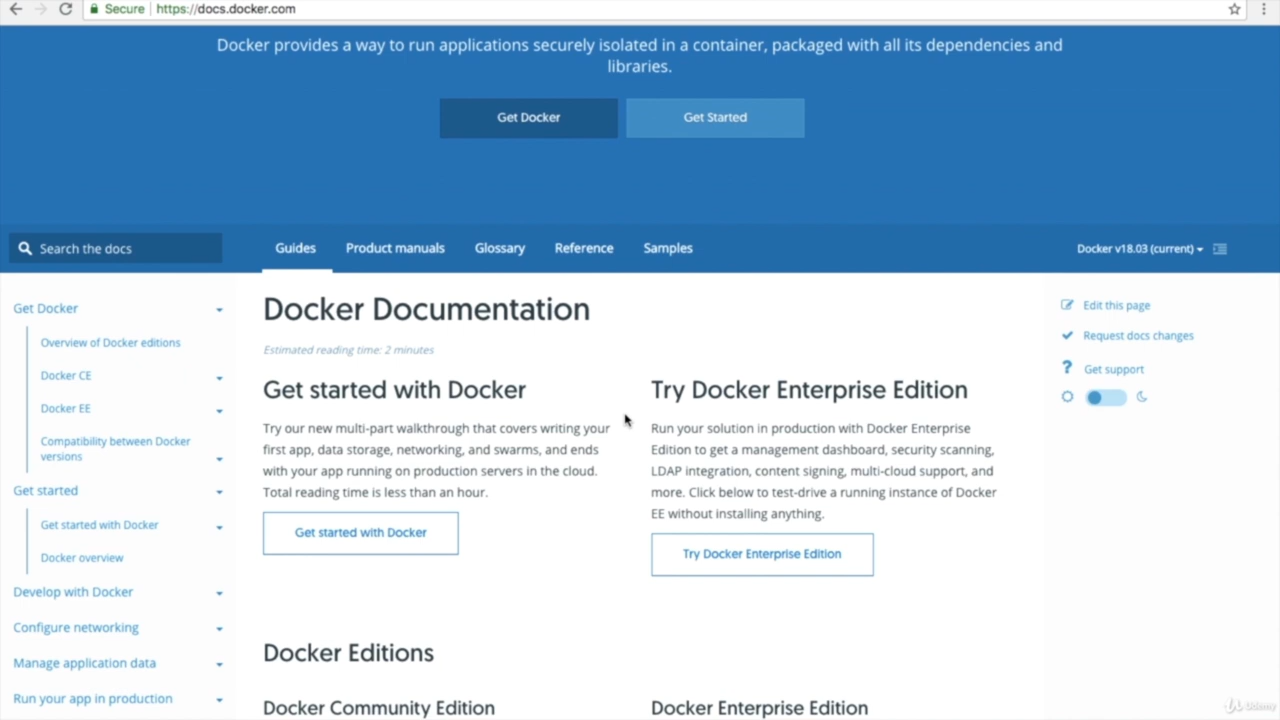 Secure https://docs.docker.com
Docker provides a way to run applications securely isolated in a container, packaged with all its dependencies and
libraries.
Get Docker
Get Started
Search the docs
Guides
Product manuals
Glossary
Reference
Samples
Docker v18.03 (current)
Get Docker
Overview of Docker editions
Docker CE
Docker EE
Compatibility between Docker
versions
Get started
Get started with Docker
Docker overview
Develop with Docker
Configure networking
Manage application data
Run your app in production
Docker Documentation
Estimated reading time: 2 minutes
Get started with Docker
Try our new multi-part walkthrough that covers writing your
first app, data storage, networking, and swarms, and ends
with your app running on production servers in the cloud.
Total reading time is less than an hour.
Get started with Docker
Try Docker Enterprise Edition
Run your solution in production with Docker Enterprise
Edition to get a management dashboard, security scanning,
LDAP integration, content signing, multi-cloud support, and
more. Click below to test-drive a running instance of Docker
EE without installing anything.
Try Docker Enterprise Edition
Docker Editions
Docker Community Edition
Docker Enterprise Edition
Edit this page
Request docs changes
Get support
Udemy